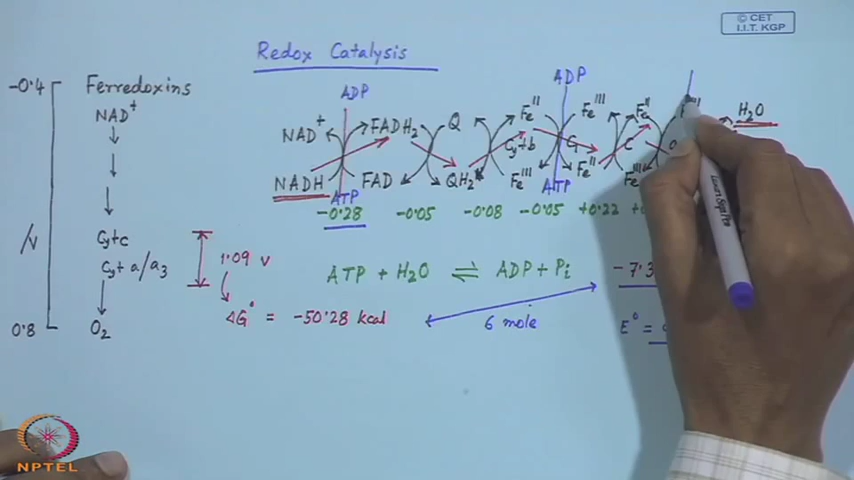 © CET
I.I.T. KGP
Redox Catalysis
-0.4
Ferredoxins
NAD⁺
Cyt c
Cyt a/a₃
0.8
O₂
ADP
ADP
NAD⁺
FADH₂
Q
Feᴵᴵ
Feᴵᴵᴵ
Feᴵᴵ
H₂O
Cyt b
C₁
C
NADH
FAD
QH₂
Feᴵᴵᴵ
Feᴵᴵ
Feᴵᴵᴵ
ATP
ATP
-0.28
-0.05
-0.08
-0.05
+0.22
1.09 v
ATP + H₂O ⇌ ADP + Pi
-7.3
ΔG° = -50.28 kcal
6 mole
E° =
NPTEL